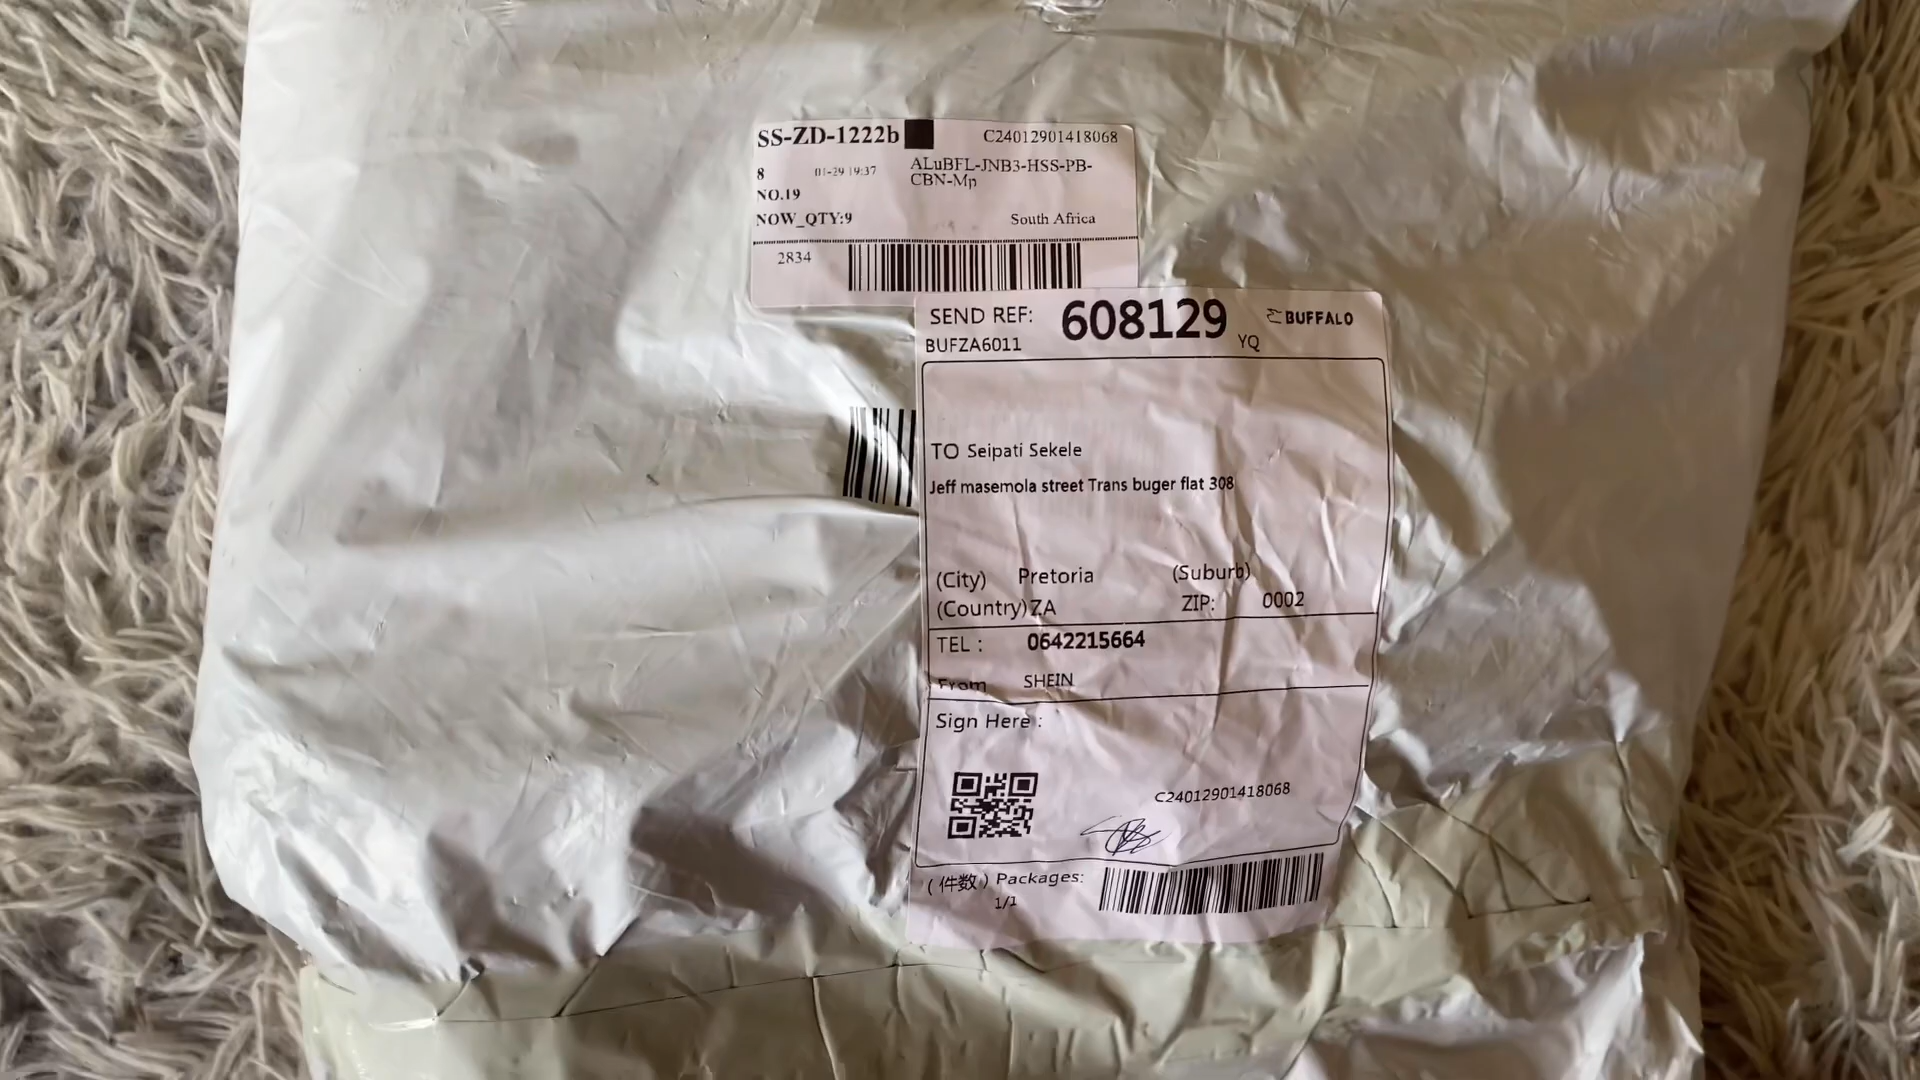 SS-ZD-1222b C24012901418068
8 01-29 19:37 ALuBFL-JNB3-HSS-PB-
CBN-Mp
NO.19
NOW_QTY:9 South Africa
2834
SEND REF: 608129 BUFFALO
BUFZA6011 YQ
TO Seipati Sekele
Jeff masemola street Trans buger flat 308
(City) Pretoria (Suburb)
(Country) ZA ZIP: 0002
TEL : 0642215664
From SHEIN
Sign Here :
C24012901418068
(件数) Packages:
1/1